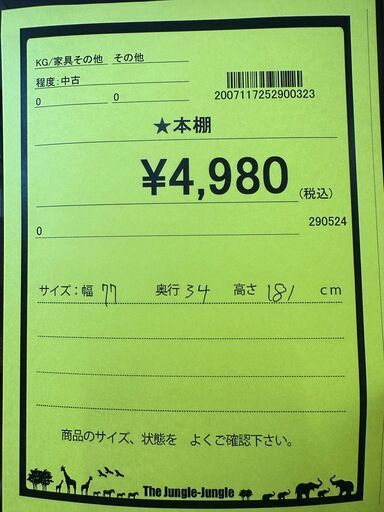 KG/家具その他 その他
程度:中古
0 0
2007117252900323
★本棚
¥4,980(税込)
0 290524
サイズ:幅 77 奥行 34 高さ 181 cm
商品のサイズ、状態を よくご確認下さい。
The Jungle-Jungle